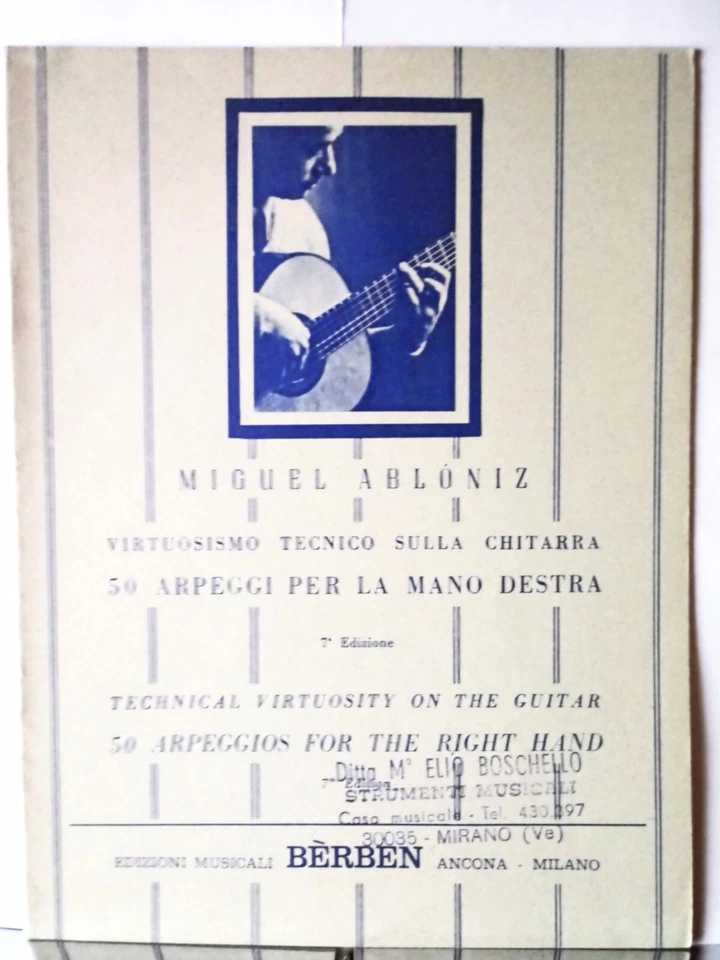 MIGUEL ABLÓNIZ
VIRTUOSISMO TECNICO SULLA CHITARRA
50 ARPEGGI PER LA MANO DESTRA
7ª Edizione
TECHNICAL VIRTUOSITY ON THE GUITAR
50 ARPEGGIOS FOR THE RIGHT HAND
7ª Edition
Ditta M° ELIO BOSCHELLO
STRUMENTI MUSICALI
Casa musicale - Tel. 430.397
30035 - MIRANO (Ve)
EDIZIONI MUSICALI BÈRBEN ANCONA - MILANO